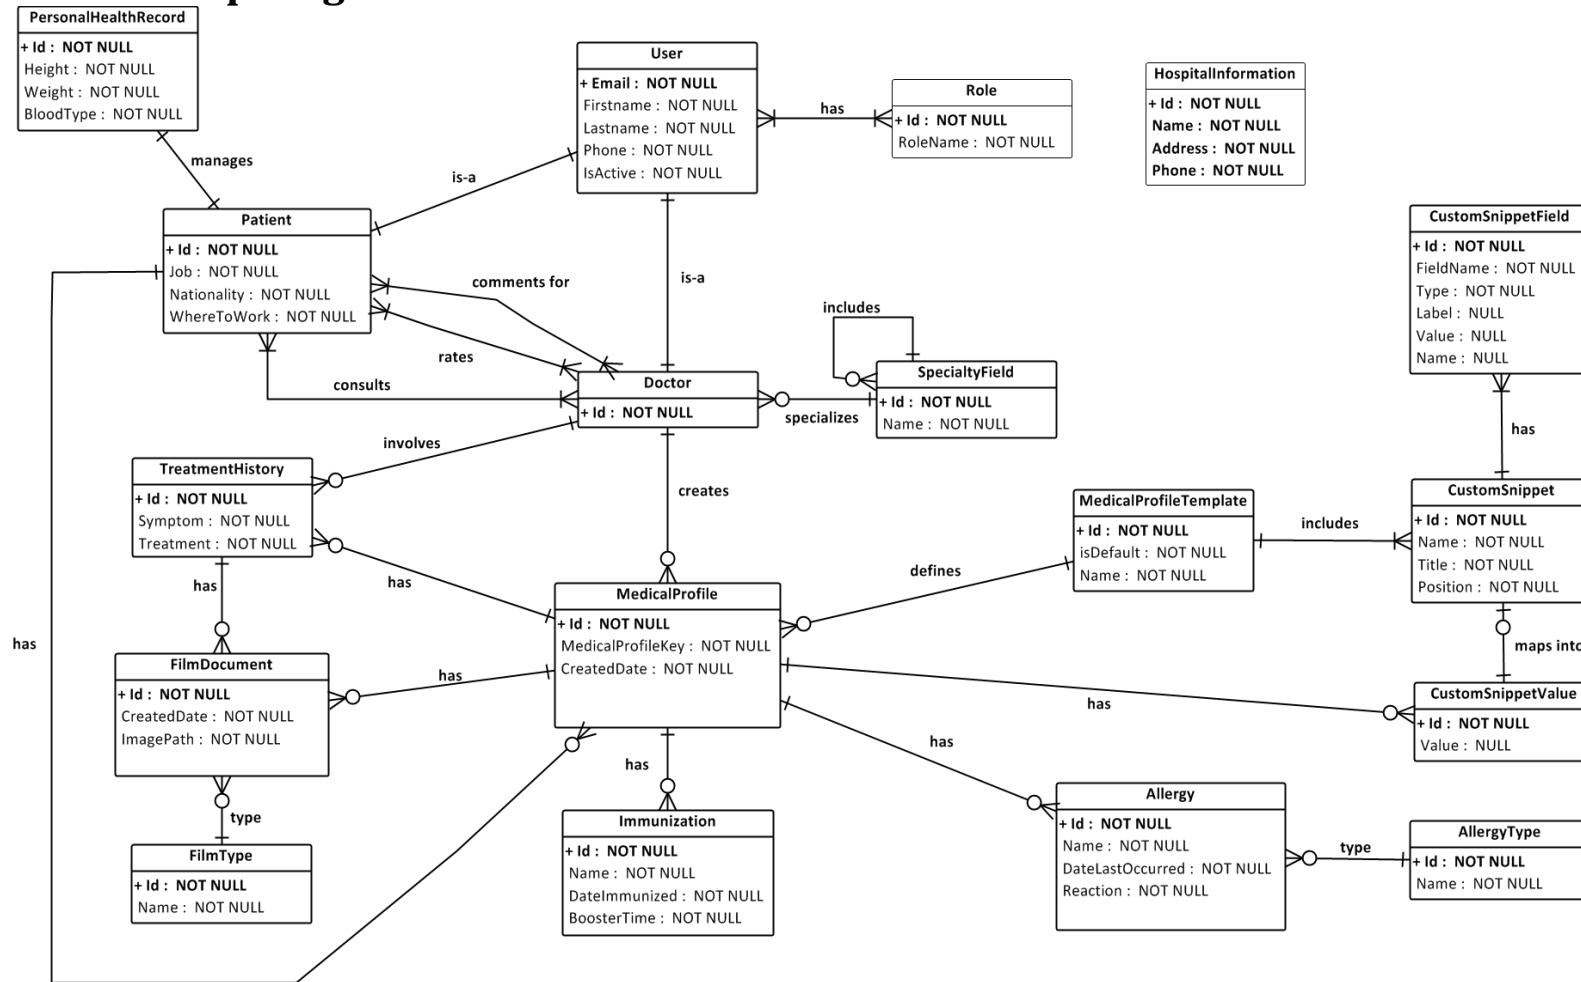 PersonalHealthRecord
+ Id : NOT NULL
Height : NOT NULL
Weight : NOT NULL
BloodType : NOT NULL
manages
User
+ Email : NOT NULL
Firstname : NOT NULL
Lastname : NOT NULL
Phone : NOT NULL
IsActive : NOT NULL
has
Role
+ Id : NOT NULL
RoleName : NOT NULL
HospitalInformation
+ Id : NOT NULL
Name : NOT NULL
Address : NOT NULL
Phone : NOT NULL
is-a
Patient
+ Id : NOT NULL
Job : NOT NULL
Nationality : NOT NULL
WhereToWork : NOT NULL
comments for
is-a
rates
consults
includes
CustomSnippetField
+ Id : NOT NULL
FieldName : NOT NULL
Type : NOT NULL
Label : NULL
Value : NULL
Name : NULL
Doctor
+ Id : NOT NULL
specializes
SpecialtyField
+ Id : NOT NULL
Name : NOT NULL
has
involves
creates
TreatmentHistory
+ Id : NOT NULL
Symptom : NOT NULL
Treatment : NOT NULL
MedicalProfileTemplate
+ Id : NOT NULL
isDefault : NOT NULL
Name : NOT NULL
includes
CustomSnippet
+ Id : NOT NULL
Name : NOT NULL
Title : NOT NULL
Position : NOT NULL
has
has
defines
has
MedicalProfile
+ Id : NOT NULL
MedicalProfileKey : NOT NULL
CreatedDate : NOT NULL
maps into
FilmDocument
+ Id : NOT NULL
CreatedDate : NOT NULL
ImagePath : NOT NULL
has
has
CustomSnippetValue
+ Id : NOT NULL
Value : NULL
has
has
type
FilmType
+ Id : NOT NULL
Name : NOT NULL
Immunization
+ Id : NOT NULL
Name : NOT NULL
DateImmunized : NOT NULL
BoosterTime : NOT NULL
Allergy
+ Id : NOT NULL
Name : NOT NULL
DateLastOccurred : NOT NULL
Reaction : NOT NULL
type
AllergyType
+ Id : NOT NULL
Name : NOT NULL